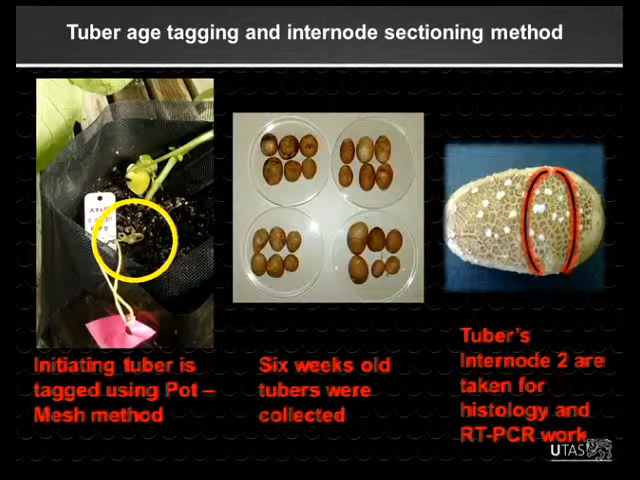 Tuber age tagging and internode sectioning method
Initiating tuber is
tagged using Pot –
Mesh method
Six weeks old
tubers were
collected
Tuber's
Internode 2 are
taken for
histology and
RT-PCR work
UTAS